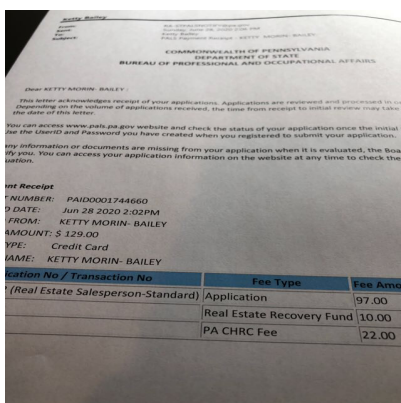 Ketty Bailey
From:
Sent:
To:
Subject:
COMMONWEALTH OF PENNSYLVANIA
DEPARTMENT OF STATE
BUREAU OF PROFESSIONAL AND OCCUPATIONAL AFFAIRS
Dear KETTY MORIN- BAILEY :
This letter acknowledges receipt of your applications. Applications are reviewed and processed in
Depending on the volume of applications received, the time from receipt to initial review may take
the date of this letter.
You can access www.pals.pa.gov website and check the status of your application once the initial
Use the UserID and Password you have created when you registered to submit your application.
any information or documents are missing from your application when it is evaluated, the Boa
ify you. You can access your application information on the website at any time to check the
uation.
nt Receipt
T NUMBER: PAID0001744660
D DATE: Jun 28 2020 2:02PM
FROM: KETTY MORIN- BAILEY
AMOUNT: $ 129.00
YPE: Credit Card
NAME: KETTY MORIN- BAILEY
ication No / Transaction No Fee Type Fee Amo
(Real Estate Salesperson-Standard) Application 97.00
Real Estate Recovery Fund 10.00
PA CHRC Fee 22.00